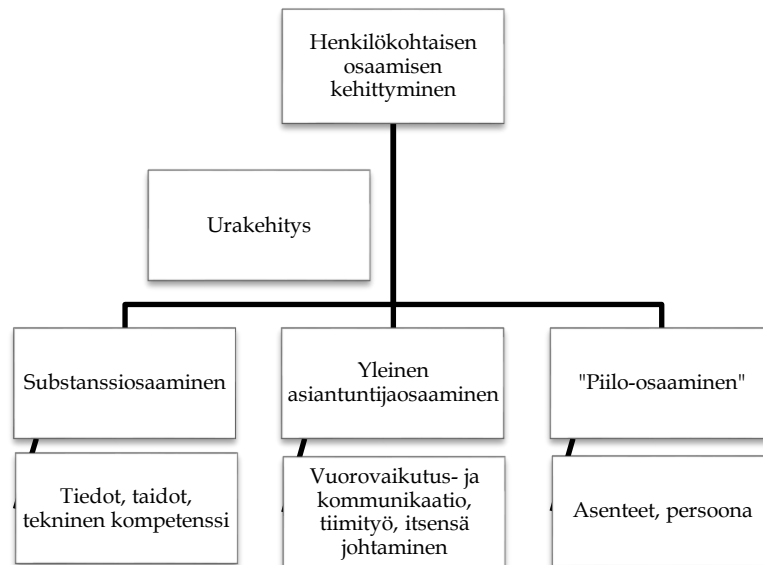 Henkilökohtaisen
osaamisen
kehittyminen
Urakehitys
Substanssiosaaminen
Yleinen
asiantuntijaosaaminen
"Piilo-osaaminen"
Tiedot, taidot,
tekninen kompetenssi
Vuorovaikutus- ja
kommunikaatio,
tiimityö, itsensä
johtaminen
Asenteet, persoona